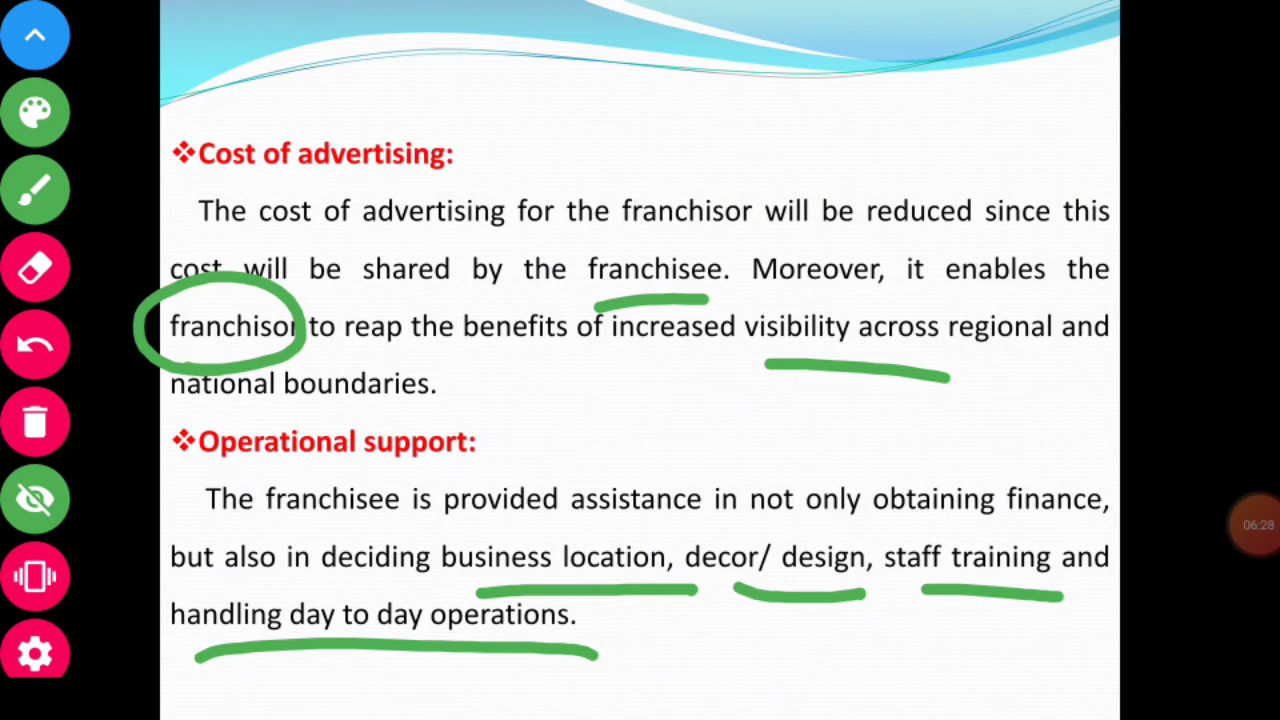 ❖Cost of advertising:
The cost of advertising for the franchisor will be reduced since this
cost will be shared by the franchisee. Moreover, it enables the
franchisor to reap the benefits of increased visibility across regional and
national boundaries.
❖Operational support:
The franchisee is provided assistance in not only obtaining finance,
but also in deciding business location, decor/ design, staff training and
handling day to day operations.
06:28